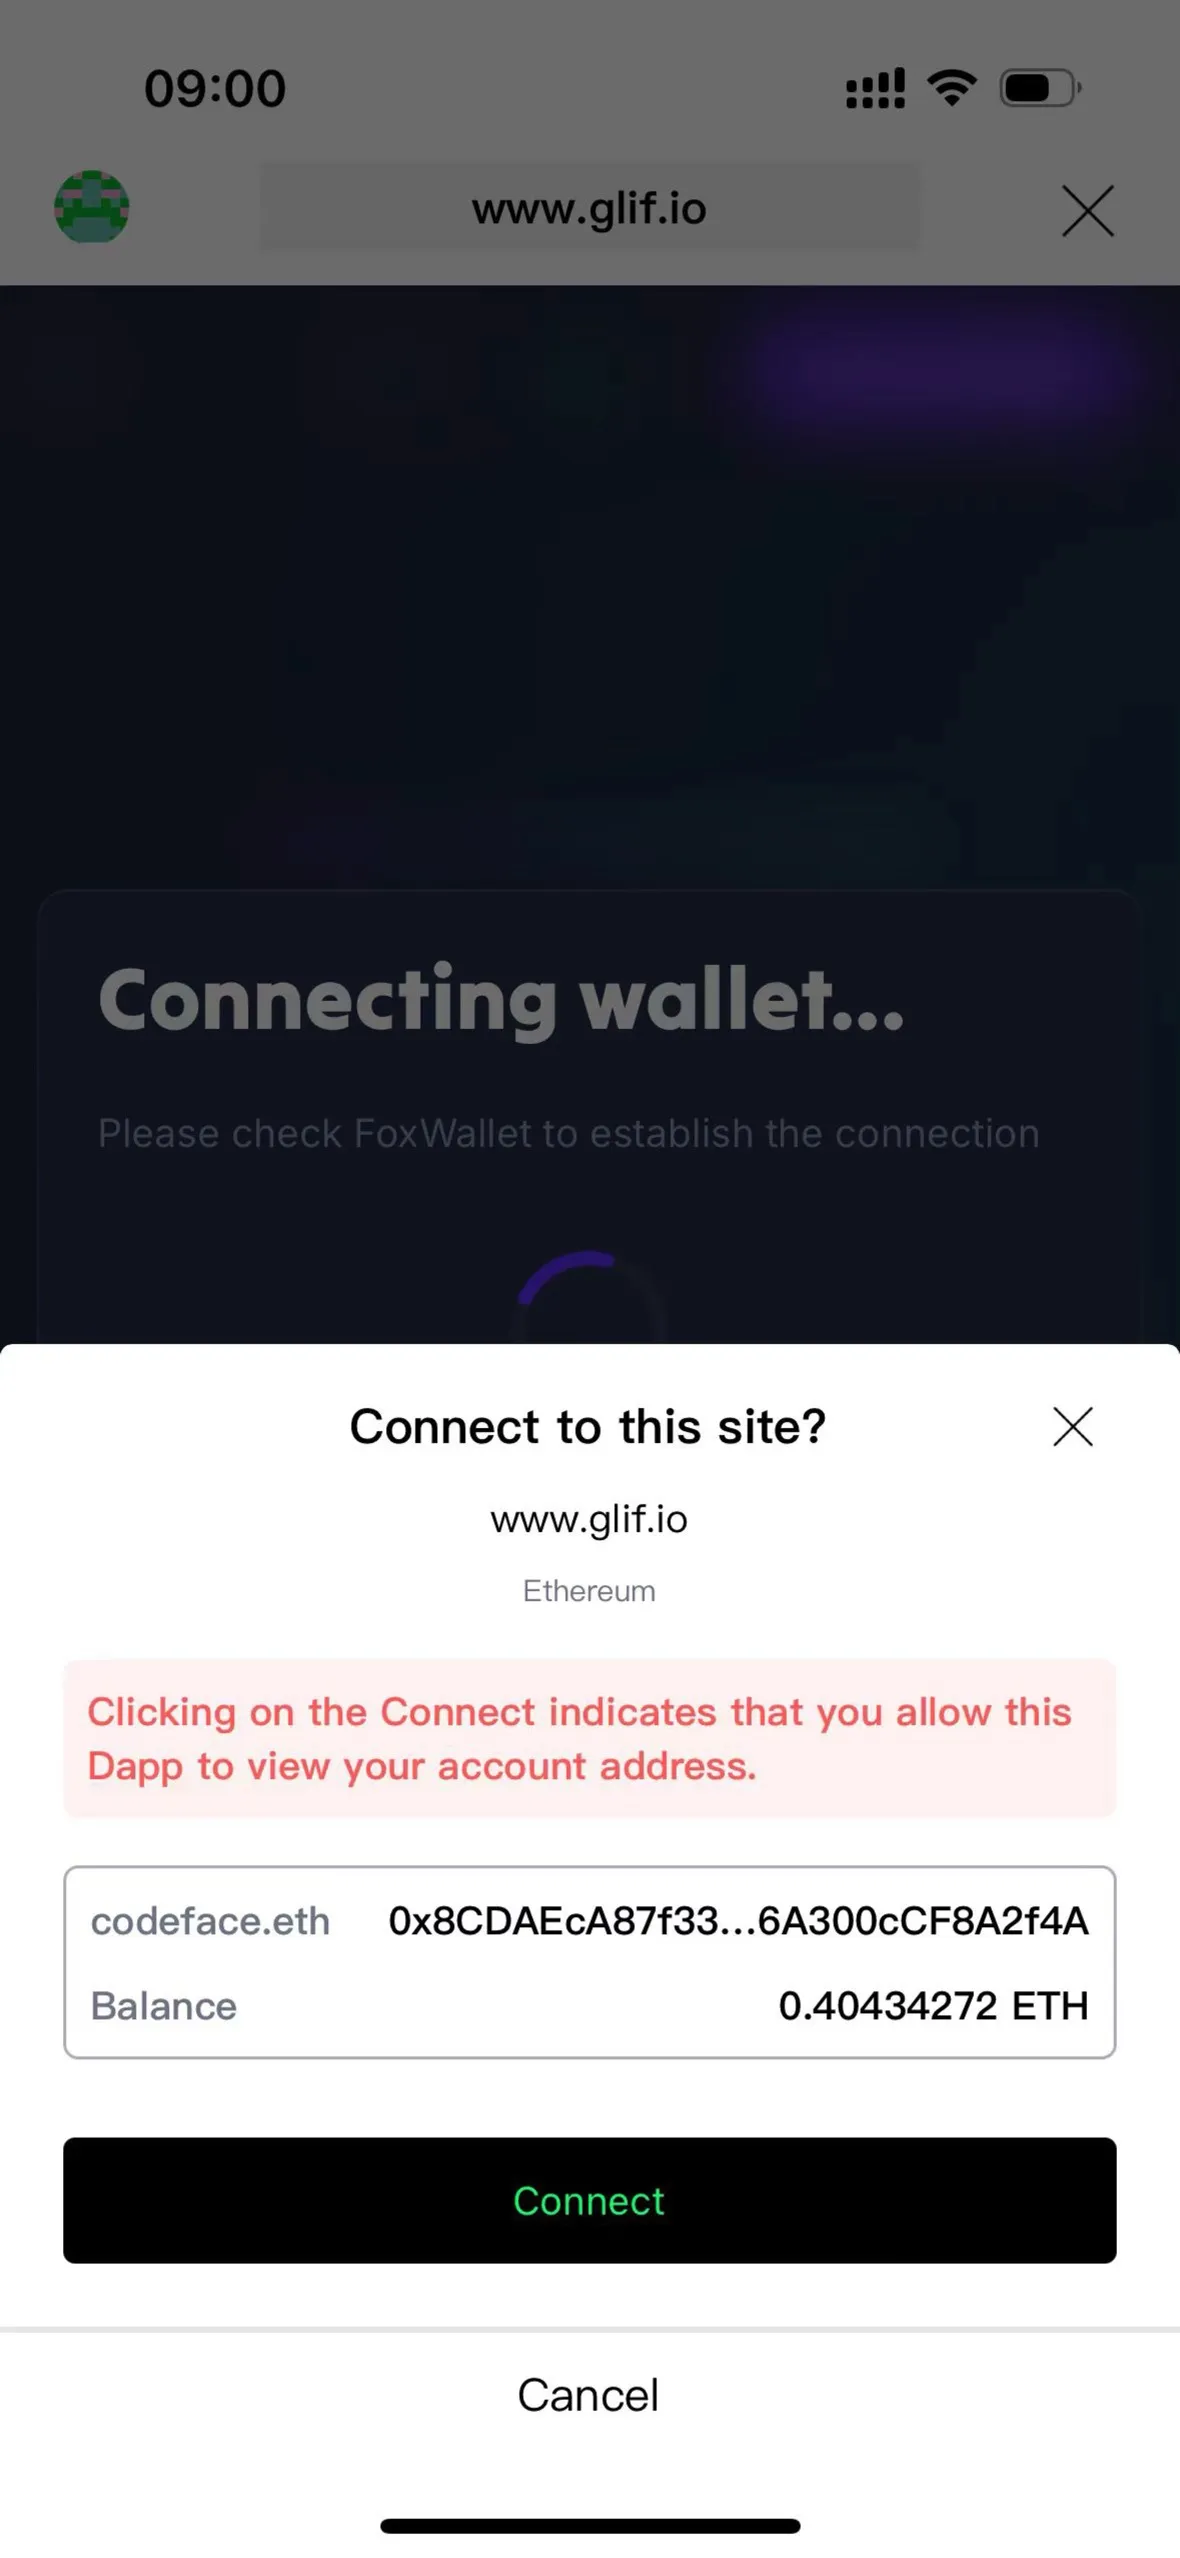 09:00
www.glif.io
Connecting wallet...
Please check FoxWallet to establish the connection
Connect to this site?
www.glif.io
Ethereum
Clicking on the Connect indicates that you allow this
Dapp to view your account address.
codeface.eth 0x8CDAEcA87f33...6A300cCF8A2f4A
Balance 0.40434272 ETH
Connect
Cancel